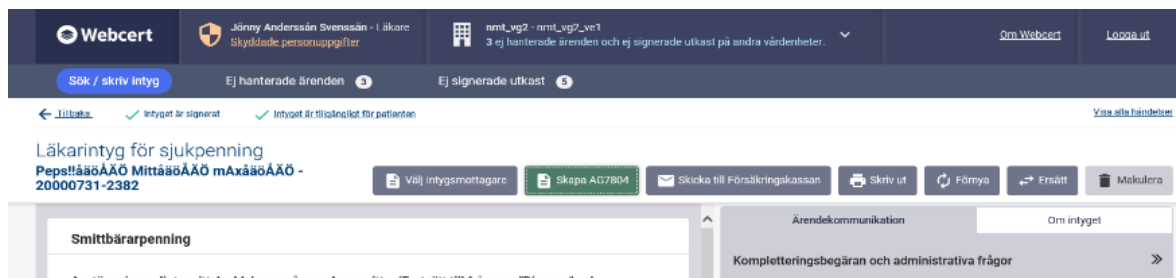 Webcert
Jönny Anderssán Svenssän - Läkare
Skyddade personuppgifter
nmt_vg2 - nmt_vg2_ve1
3 ej hanterade ärenden och ej signerade utkast på andra vårdenheter.
Om Webcert
Logga ut
Sök / skriv intyg
Ej hanterade ärenden 3
Ej signerade utkast 5
Tillbaka
Intyget är signerat
Intyget är tillgängligt för patienten
Visa alla händelser
Läkarintyg för sjukpenning
Peps!!åäöÅÄÖ MittåäöÅÄÖ mAxåäöÅÄÖ -
20000731-2382
Välj intygsmottagare
Skapa AG7804
Skicka till Försäkringskassan
Skriv ut
Förnya
Ersätt
Makulera
Smittbärarpenning
Ärendekommunikation
Om intyget
Kompletteringsbegäran och administrativa frågor